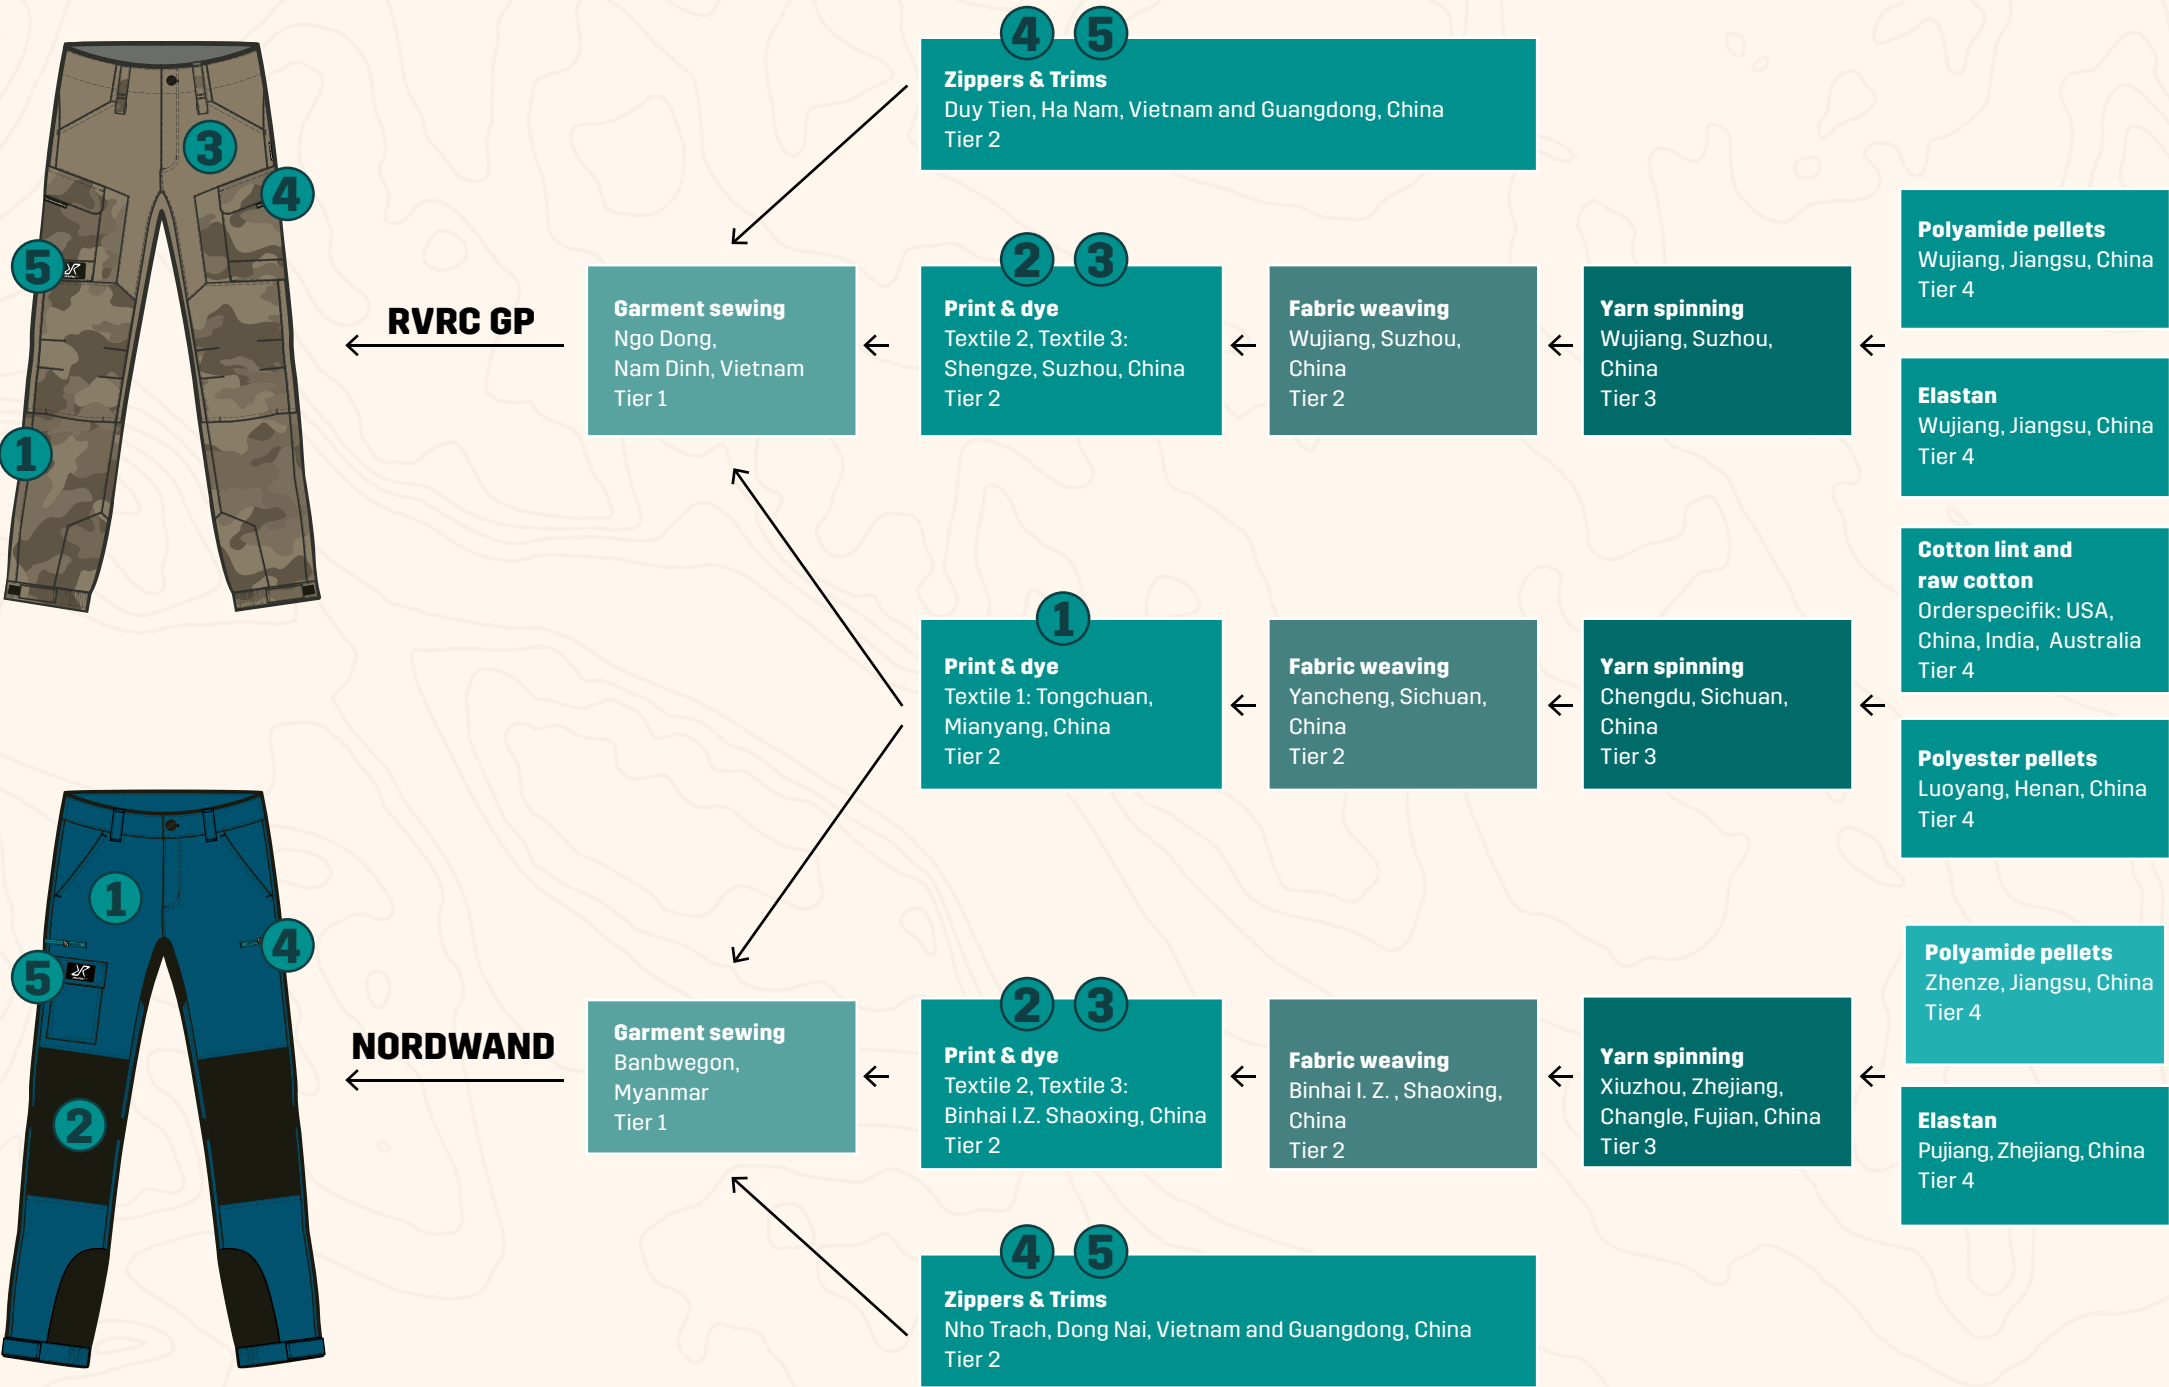 4 5
Zippers & Trims
Duy Tien, Ha Nam, Vietnam and Guangdong, China
Tier 2
3
4
5
1
RVRC GP
Garment sewing
Ngo Dong,
Nam Dinh, Vietnam
Tier 1
2 3
Print & dye
Textile 2, Textile 3:
Shengze, Suzhou, China
Tier 2
Fabric weaving
Wujiang, Suzhou,
China
Tier 2
Yarn spinning
Wujiang, Suzhou,
China
Tier 3
Polyamide pellets
Wujiang, Jiangsu, China
Tier 4
Elastan
Wujiang, Jiangsu, China
Tier 4
1
Print & dye
Textile 1: Tongchuan,
Mianyang, China
Tier 2
Fabric weaving
Yancheng, Sichuan,
China
Tier 2
Yarn spinning
Chengdu, Sichuan,
China
Tier 3
Cotton lint and
raw cotton
Orderspecifik: USA,
China, India, Australia
Tier 4
Polyester pellets
Luoyang, Henan, China
Tier 4
1
4
5
2
NORDWAND
Garment sewing
Banbwegon,
Myanmar
Tier 1
2 3
Print & dye
Textile 2, Textile 3:
Binhai I.Z. Shaoxing, China
Tier 2
Fabric weaving
Binhai I. Z. , Shaoxing,
China
Tier 2
Yarn spinning
Xiuzhou, Zhejiang,
Changle, Fujian, China
Tier 3
Polyamide pellets
Zhenze, Jiangsu, China
Tier 4
Elastan
Pujiang, Zhejiang, China
Tier 4
4 5
Zippers & Trims
Nho Trach, Dong Nai, Vietnam and Guangdong, China
Tier 2